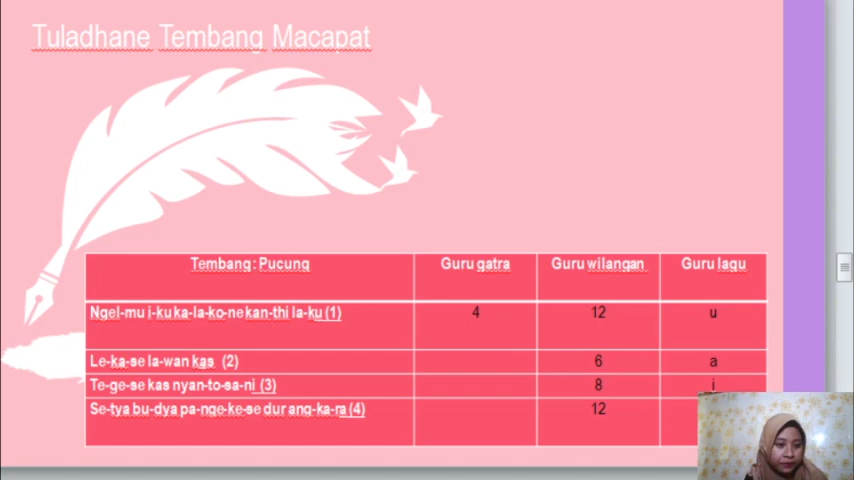 Tuladhane Tembang Macapat
Tembang : Pucung Guru gatra Guru wilangan Guru lagu
Ngel-mu i-ku ka-la-ko-ne kan-thi la-ku (1) 4 12 u
Le-ka-se la-wan kas (2) 6 a
Te-ge-se kas nyan-to-sa-ni (3) 8 i
Se-tya bu-dya pa-nge-ke-se dur ang-ka-ra (4) 12